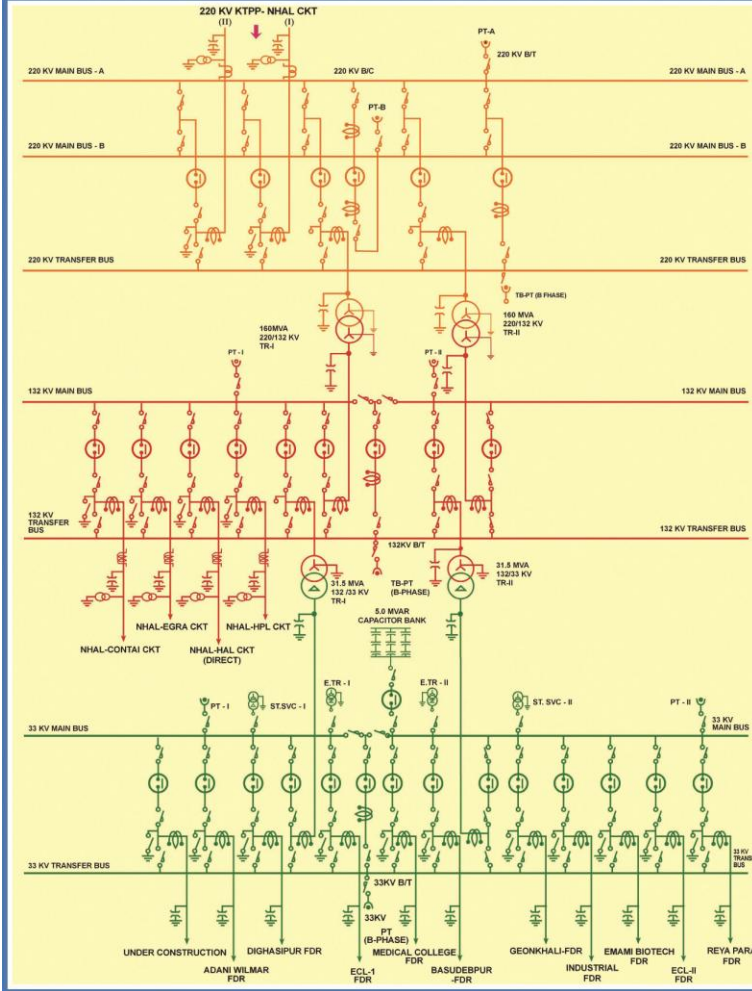 220 KV KTPP- NHAL CKT
(II) (I)
PT-A
220 KV B/T
220 KV MAIN BUS - A
220 KV B/C
220 KV MAIN BUS - A
PT-B
220 KV MAIN BUS - B
220 KV MAIN BUS - B
220 KV TRANSFER BUS
220 KV TRANSFER BUS
TB-PT (B FHASE)
160MVA
220/132 KV
TR-I
160 MVA
220/132 KV
TR-II
PT - I
PT - II
132 KV MAIN BUS
132 KV MAIN BUS
132 KV
TRANSFER
BUS
132 KV TRANSFER BUS
132KV B/T
31.5 MVA
132 /33 KV
TR-I
TB-PT
(B-PHASE)
31.5 MVA
132/33 KV
TR-II
5.0 MVAR
CAPACITOR BANK
NHAL-EGRA CKT
NHAL-HPL CKT
NHAL-CONTAI CKT
NHAL-HAL CKT
(DIRECT)
PT - I
ST.SVC - I
E.TR - I
E.TR - II
ST. SVC - II
PT - II
33 KV MAIN BUS
33 KV
MAIN BUS
33 KV TRANSFER BUS
33 KV
TRANS
BUS
33KV B/T
33KV
PT
(B-PHASE)
UNDER CONSTRUCTION
ADANI WILMAR
FDR
DIGHASIPUR FDR
ECL-1
FDR
MEDICAL COLLEGE
FDR
BASUDEBPUR
-FDR
GEONKHALI-FDR
INDUSTRIAL
FDR
EMAMI BIOTECH
FDR
ECL-II
FDR
REYA PARA
FDR